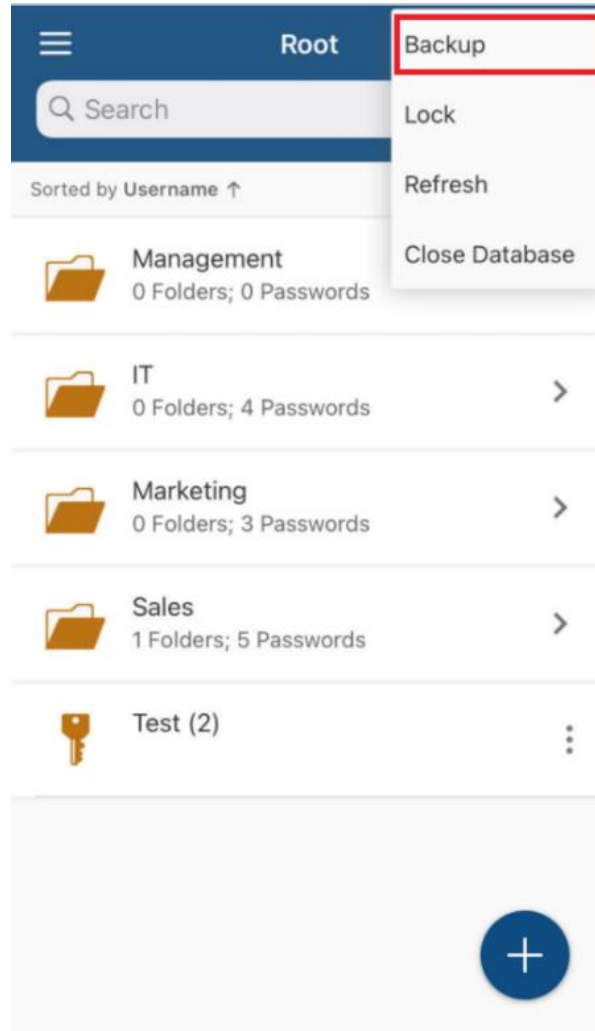 Root
Backup
Search
Lock
Sorted by Username ↑
Refresh
Close Database
Management
0 Folders; 0 Passwords
IT
0 Folders; 4 Passwords
Marketing
0 Folders; 3 Passwords
Sales
1 Folders; 5 Passwords
Test (2)